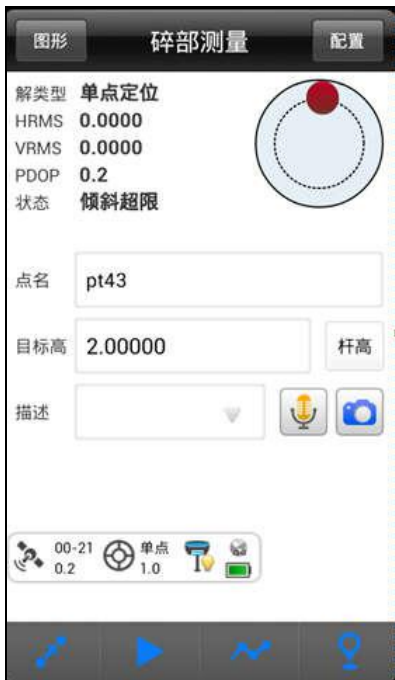 图形 碎部测量 配置
解类型 单点定位
HRMS 0.0000
VRMS 0.0000
PDOP 0.2
状态 倾斜超限
点名 pt43
目标高 2.00000 杆高
描述
00-21 单点
0.2 1.0